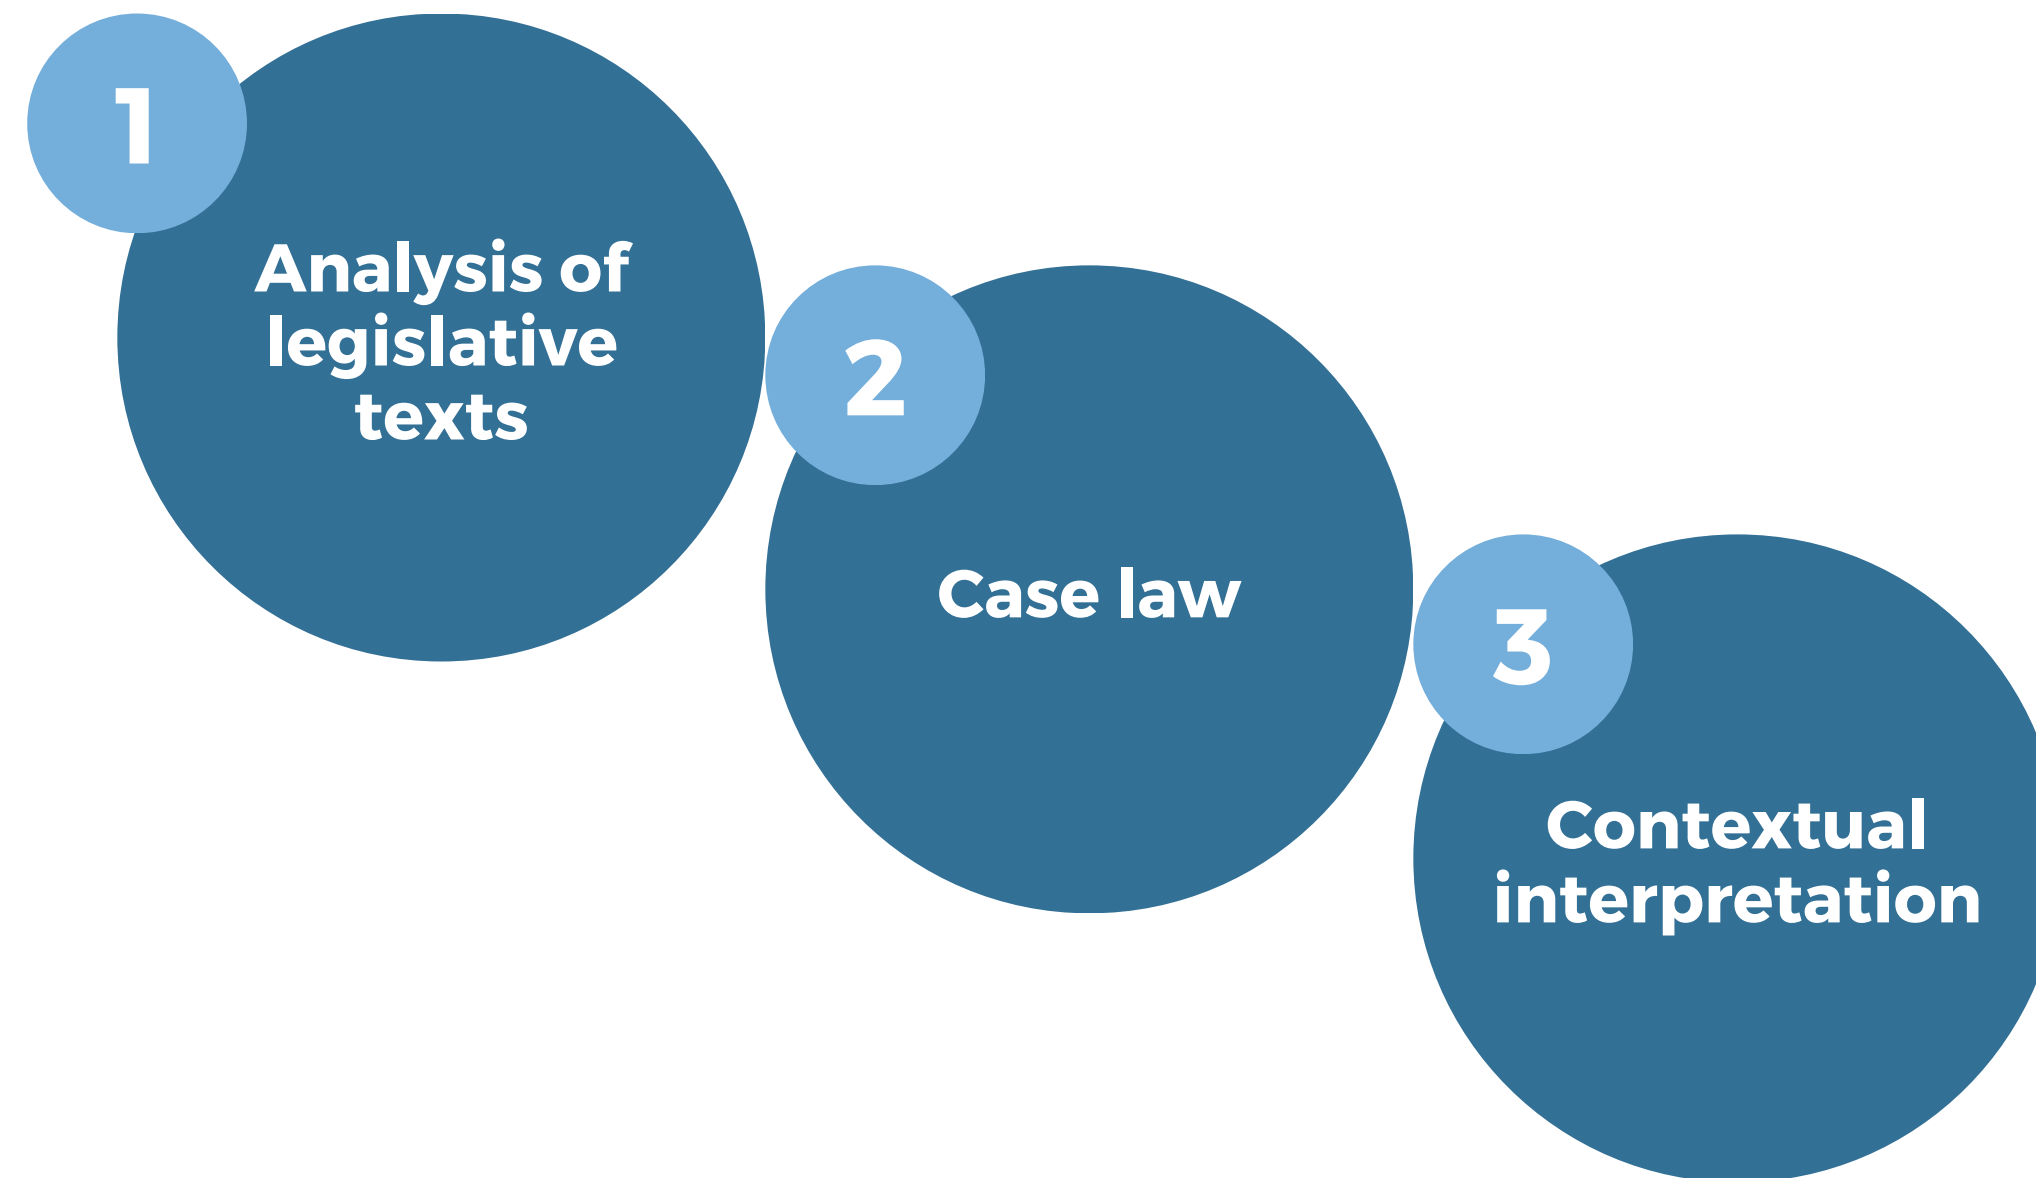 1
Analysis of
legislative
texts
2
Case law
3
Contextual
interpretation